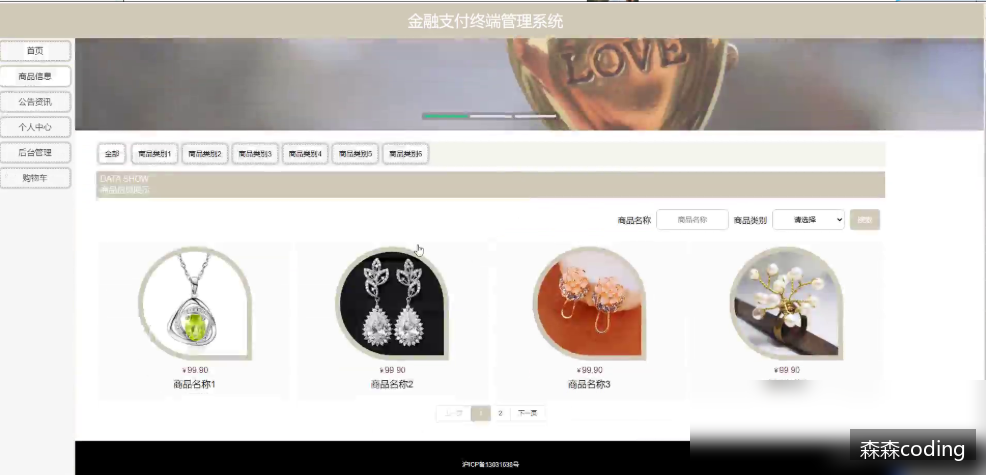 金融支付终端管理系统
首页
商品信息
公告资讯
个人中心
后台管理
购物车
LOVE
全部 商品类别1 商品类别2 商品类别3 商品类别4 商品类别5 商品类别6
DATA SHOW
商品信息展示
商品名称 商品名称 商品类别 请选择 搜索
￥99.90 ￥99.90 ￥99.90 ￥99.90
商品名称1 商品名称2 商品名称3
上一页 1 2 下一页
沪ICP备13031638号
森森coding